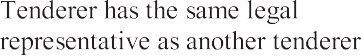 Tenderer has the same legal
representative as another tenderer